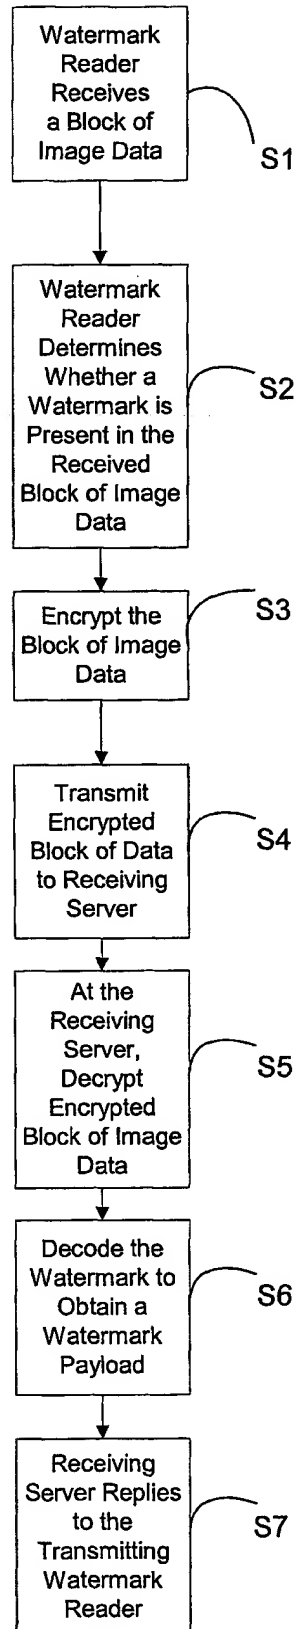 Watermark
Reader
Receives
a Block of
Image Data
S1
Watermark
Reader
Determines
Whether a
Watermark is
Present in the
Received
Block of Image
Data
S2
Encrypt the
Block of Image
Data
S3
Transmit
Encrypted
Block of Data
to Receiving
Server
S4
At the
Receiving
Server,
Decrypt
Encrypted
Block of Image
Data
S5
Decode the
Watermark to
Obtain a
Watermark
Payload
S6
Receiving
Server Replies
to the
Transmitting
Watermark
Reader
S7